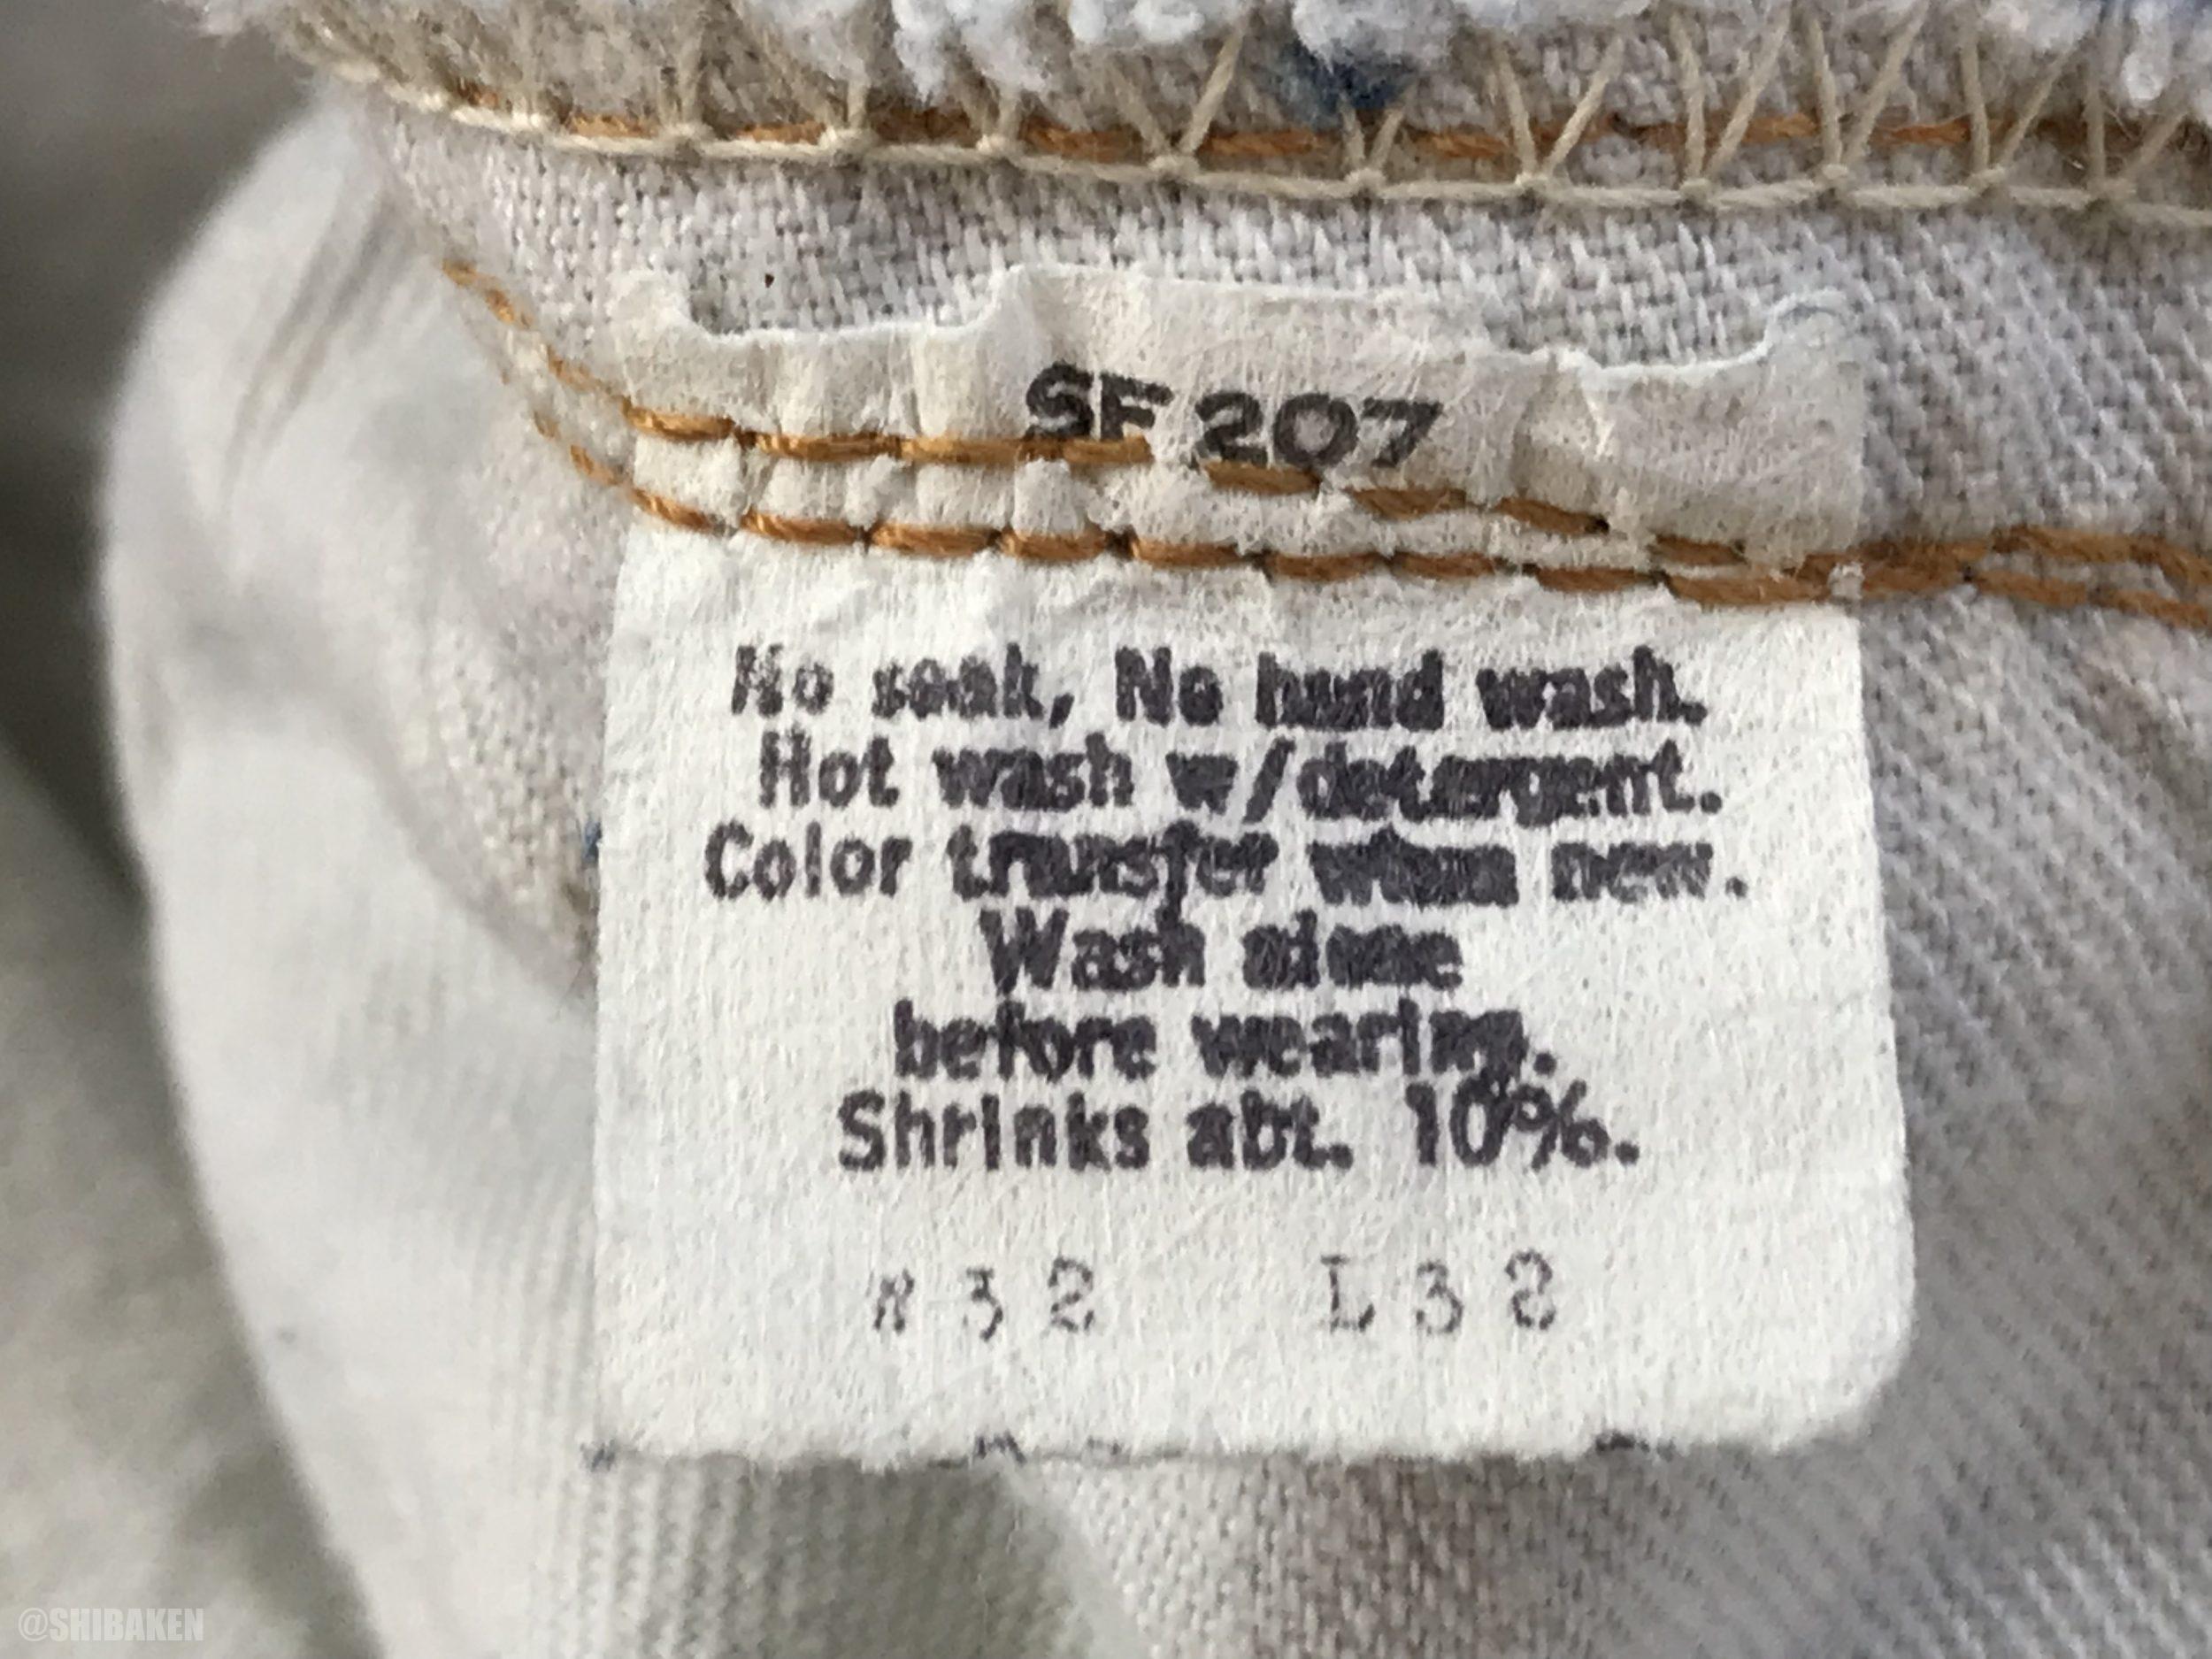 SF 207
No soak, No hand wash.
Hot wash w/detergent.
Color transfer when new.
Wash alone
before wearing.
Shrinks abt. 10%.
W32 L32
@SHIBAKEN